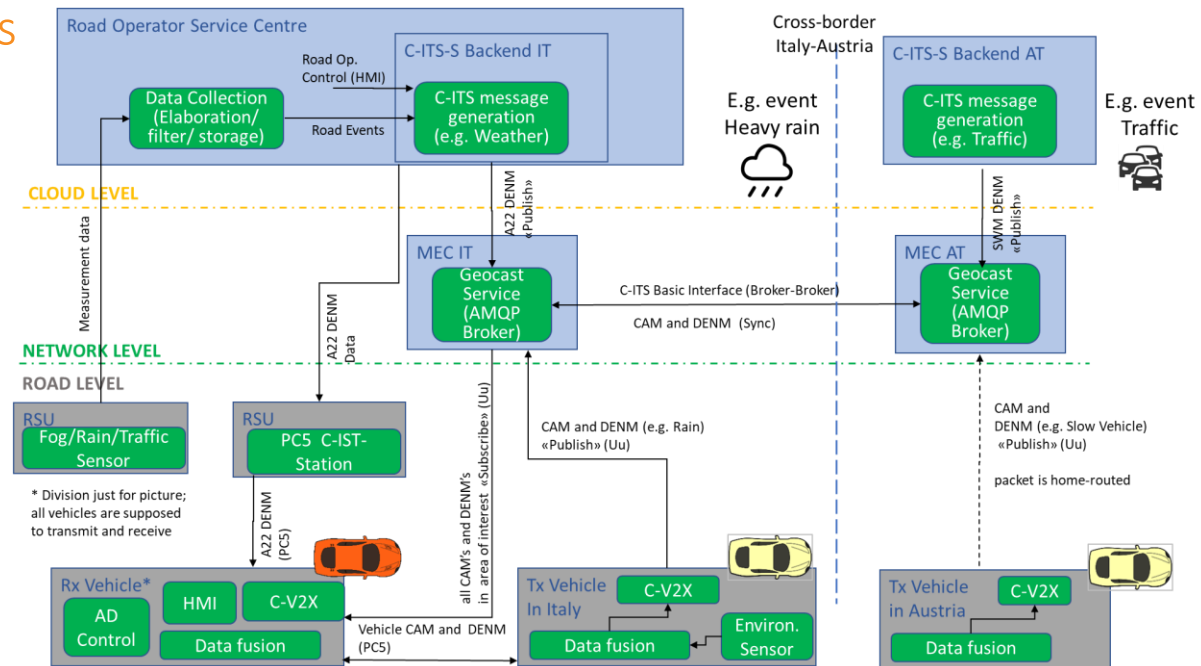 S
Road Operator Service Centre
C-ITS-S Backend IT
Road Op.
Control (HMI)
Data Collection
(Elaboration/
filter/ storage)
Road Events
C-ITS message
generation
(e.g. Weather)
E.g. event
Heavy rain
Cross-border
Italy-Austria
C-ITS-S Backend AT
C-ITS message
generation
(e.g. Traffic)
E.g. event
Traffic
CLOUD LEVEL
Measurement data
A22 DENM
Data
A22 DENM
«Publish»
SWM DENM
«Publish»
MEC IT
Geocast
Service
(AMQP
Broker)
C-ITS Basic Interface (Broker-Broker)
CAM and DENM (Sync)
MEC AT
Geocast
Service
(AMQP
Broker)
NETWORK LEVEL
ROAD LEVEL
RSU
Fog/Rain/Traffic
Sensor
RSU
PC5 C-IST-
Station
* Division just for picture;
all vehicles are supposed
to transmit and receive
A22 DENM
(PC5)
all CAM's and DENM's
in area of interest «Subscribe» (Uu)
CAM and DENM (e.g. Rain)
«Publish» (Uu)
CAM and
DENM (e.g. Slow Vehicle)
«Publish» (Uu)
packet is home-routed
Rx Vehicle*
AD
Control
HMI
C-V2X
Data fusion
Vehicle CAM and DENM
(PC5)
Tx Vehicle
In Italy
C-V2X
Data fusion
Environ.
Sensor
Tx Vehicle
in Austria
C-V2X
Data fusion